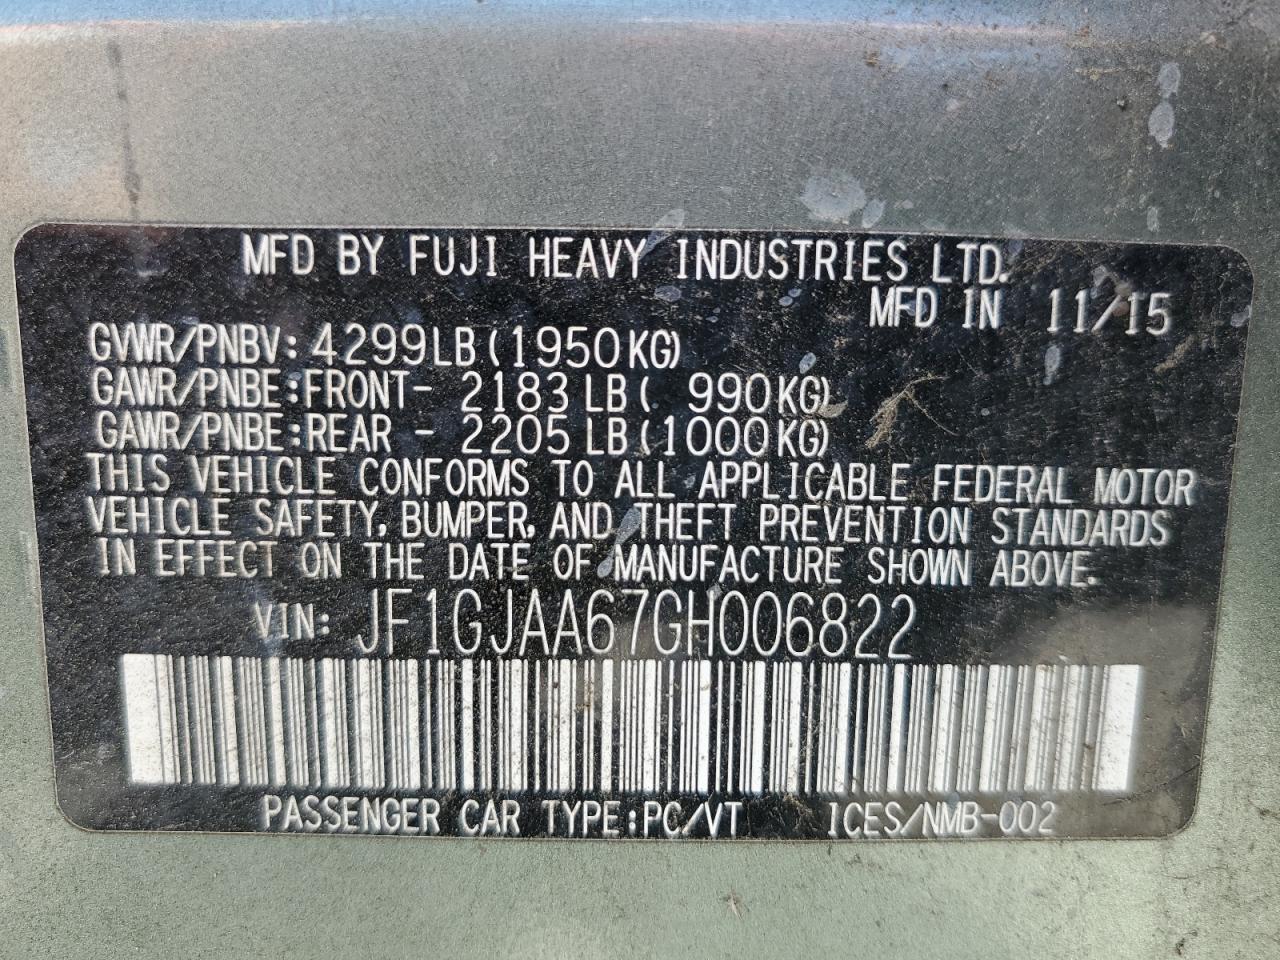 MFD BY FUJI HEAVY INDUSTRIES LTD.
MFD IN 11/15
GVWR/PNBV: 4299LB(1950KG)
GAWR/PNBE:FRONT- 2183LB( 990KG)
GAWR/PNBE:REAR - 2205LB(1000KG)
THIS VEHICLE CONFORMS TO ALL APPLICABLE FEDERAL MOTOR
VEHICLE SAFETY, BUMPER, AND THEFT PREVENTION STANDARDS
IN EFFECT ON THE DATE OF MANUFACTURE SHOWN ABOVE.
VIN: JF1GJAA67GH006822
PASSENGER CAR TYPE:PC/VT ICES/NMB-002